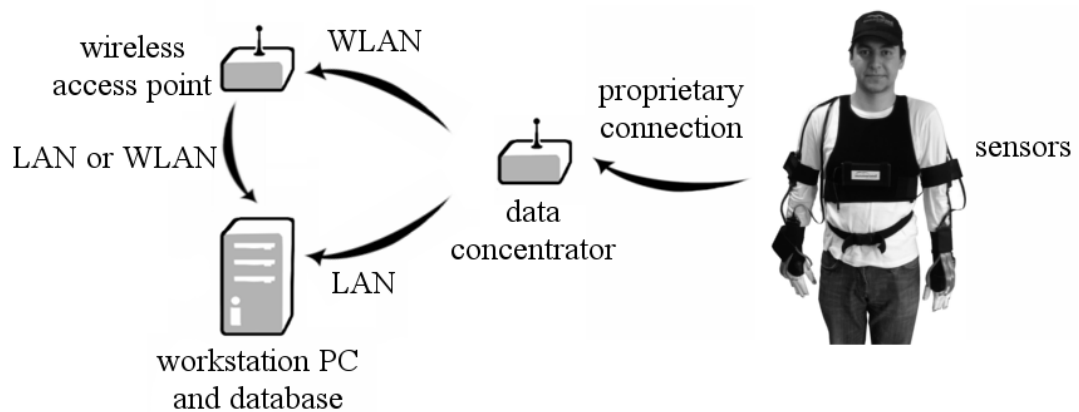 wireless
access point
WLAN
LAN or WLAN
proprietary
connection
sensors
data
concentrator
LAN
workstation PC
and database